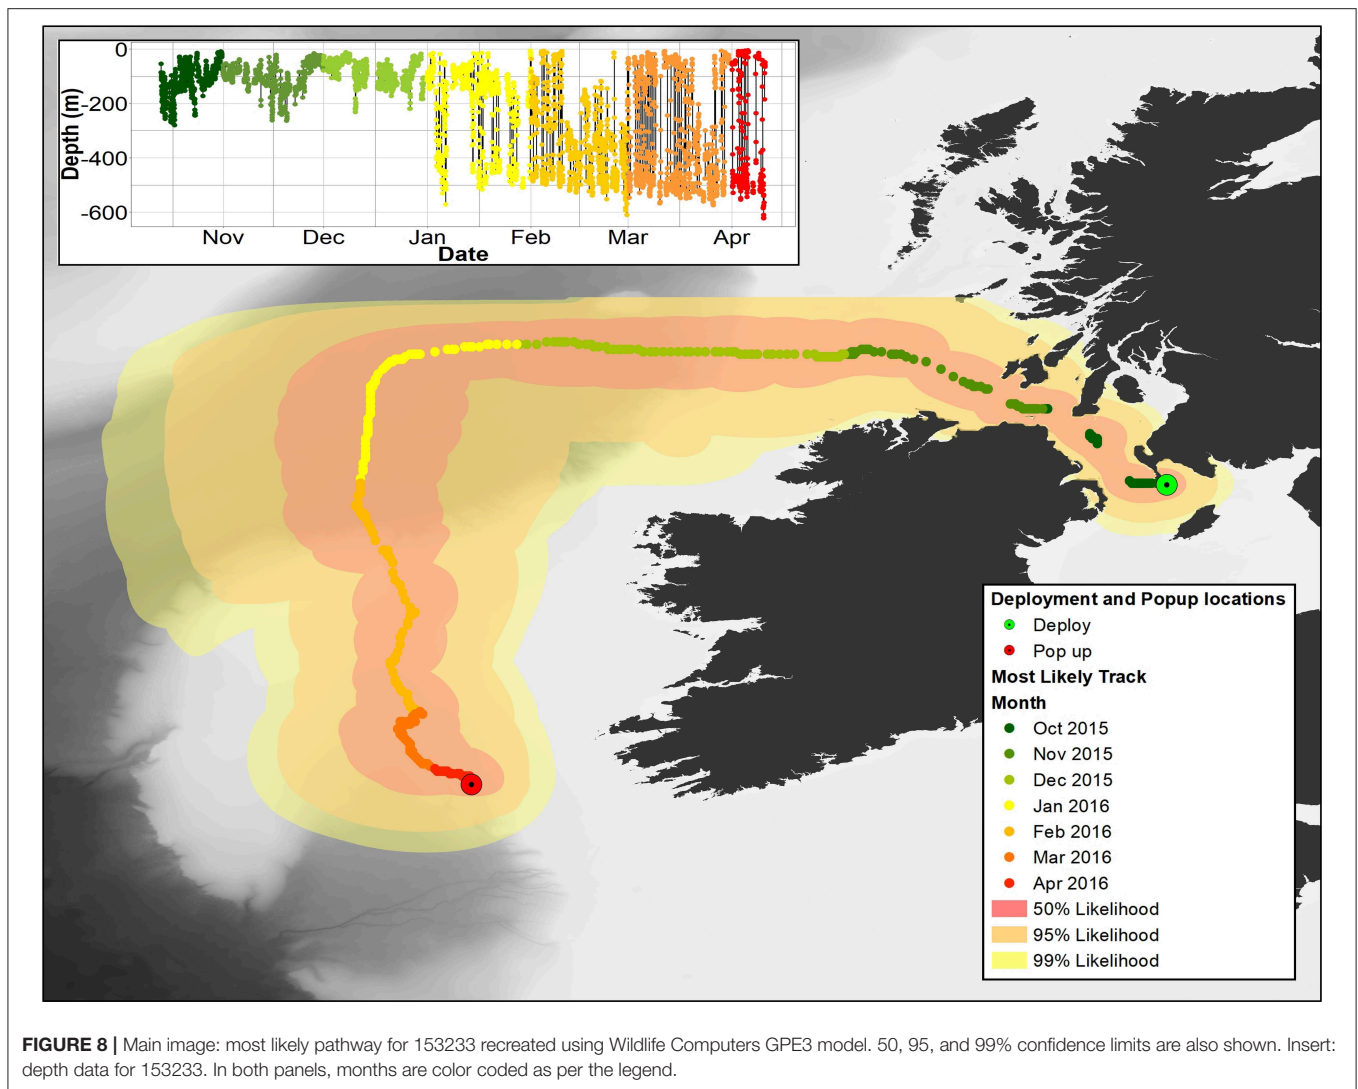 0
-200
-400
-600
Depth (m)
Nov Dec Jan Feb Mar Apr
Date
Deployment and Popup locations
Deploy
Pop up
Most Likely Track
Month
Oct 2015
Nov 2015
Dec 2015
Jan 2016
Feb 2016
Mar 2016
Apr 2016
50% Likelihood
95% Likelihood
99% Likelihood
FIGURE 8 | Main image: most likely pathway for 153233 recreated using Wildlife Computers GPE3 model. 50, 95, and 99% confidence limits are also shown. Insert:
depth data for 153233. In both panels, months are color coded as per the legend.